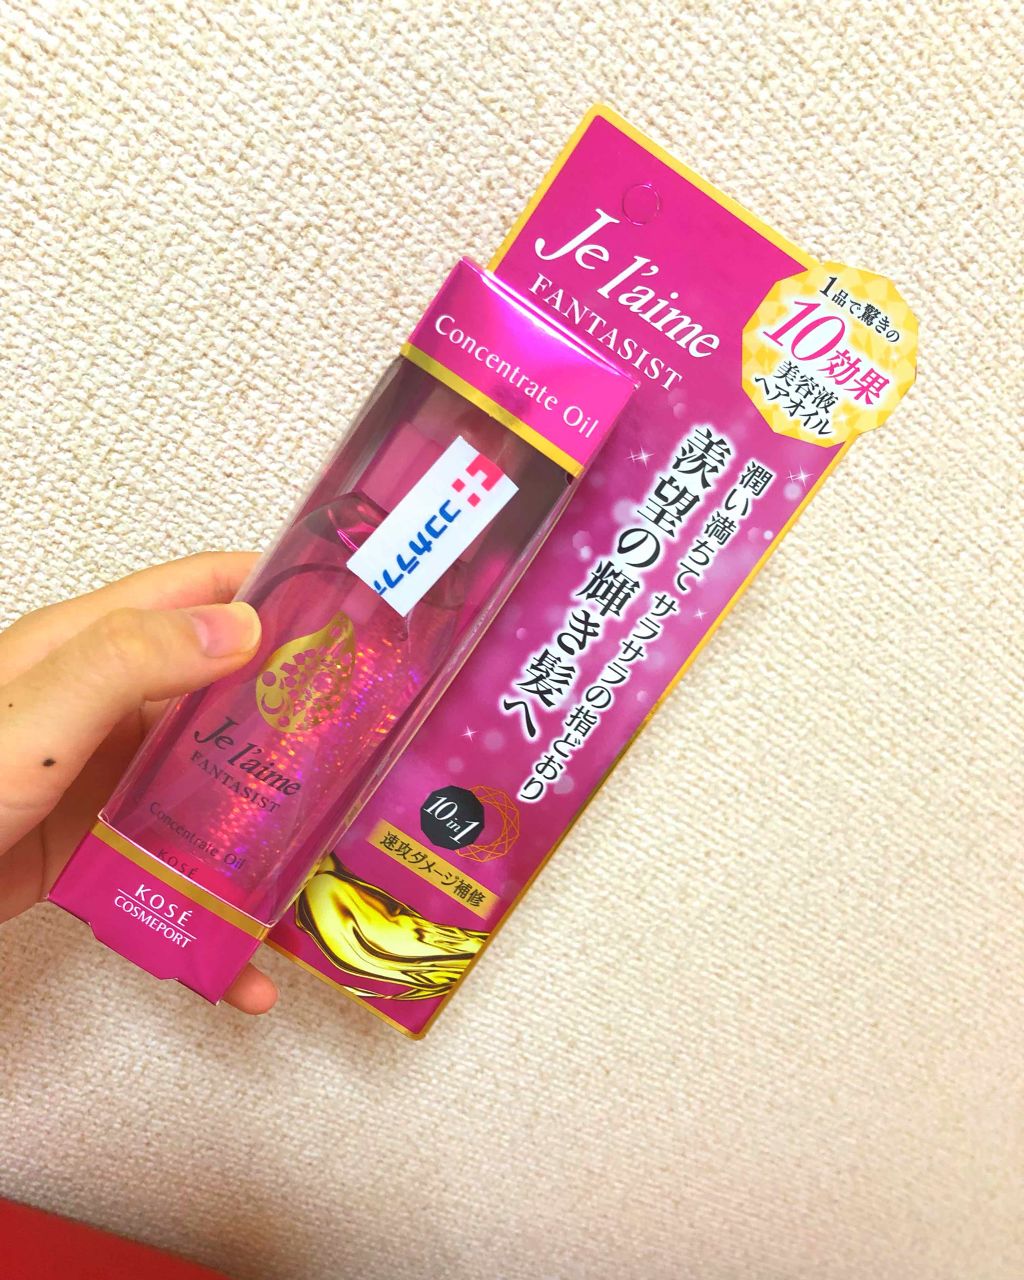 Je l'aime
FANTASIST
1品で驚きの
10効果
美容液
ヘアオイル
潤い満ちて サラサラの指どおり
羨望の輝き髪へ
10in1
速攻ダメージ補修
Concentrate Oil
ココカラファ
Je l'aime
FANTASIST
Concentrate Oil
KOSÉ
KOSÉ
COSMEPORT